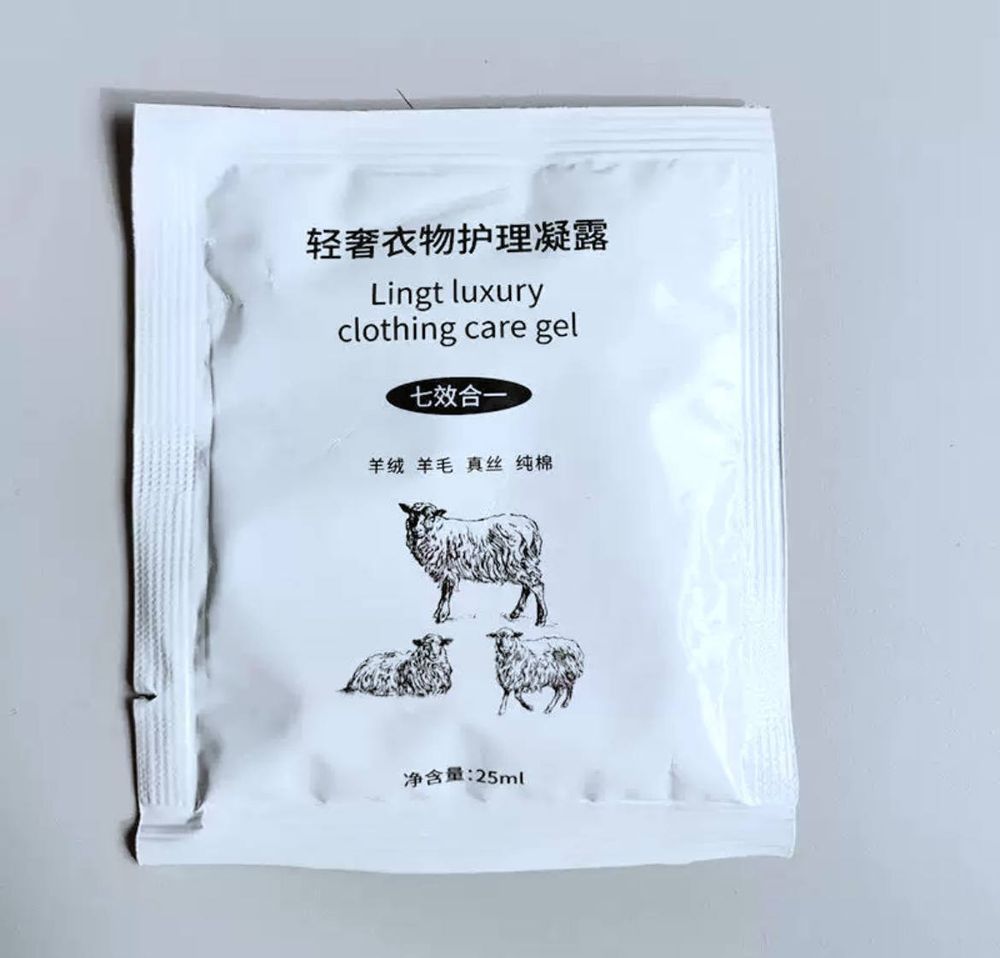 轻奢衣物护理凝露
Lingt luxury
clothing care gel
七效合一
羊绒 羊毛 真丝 纯棉
净含量:25ml